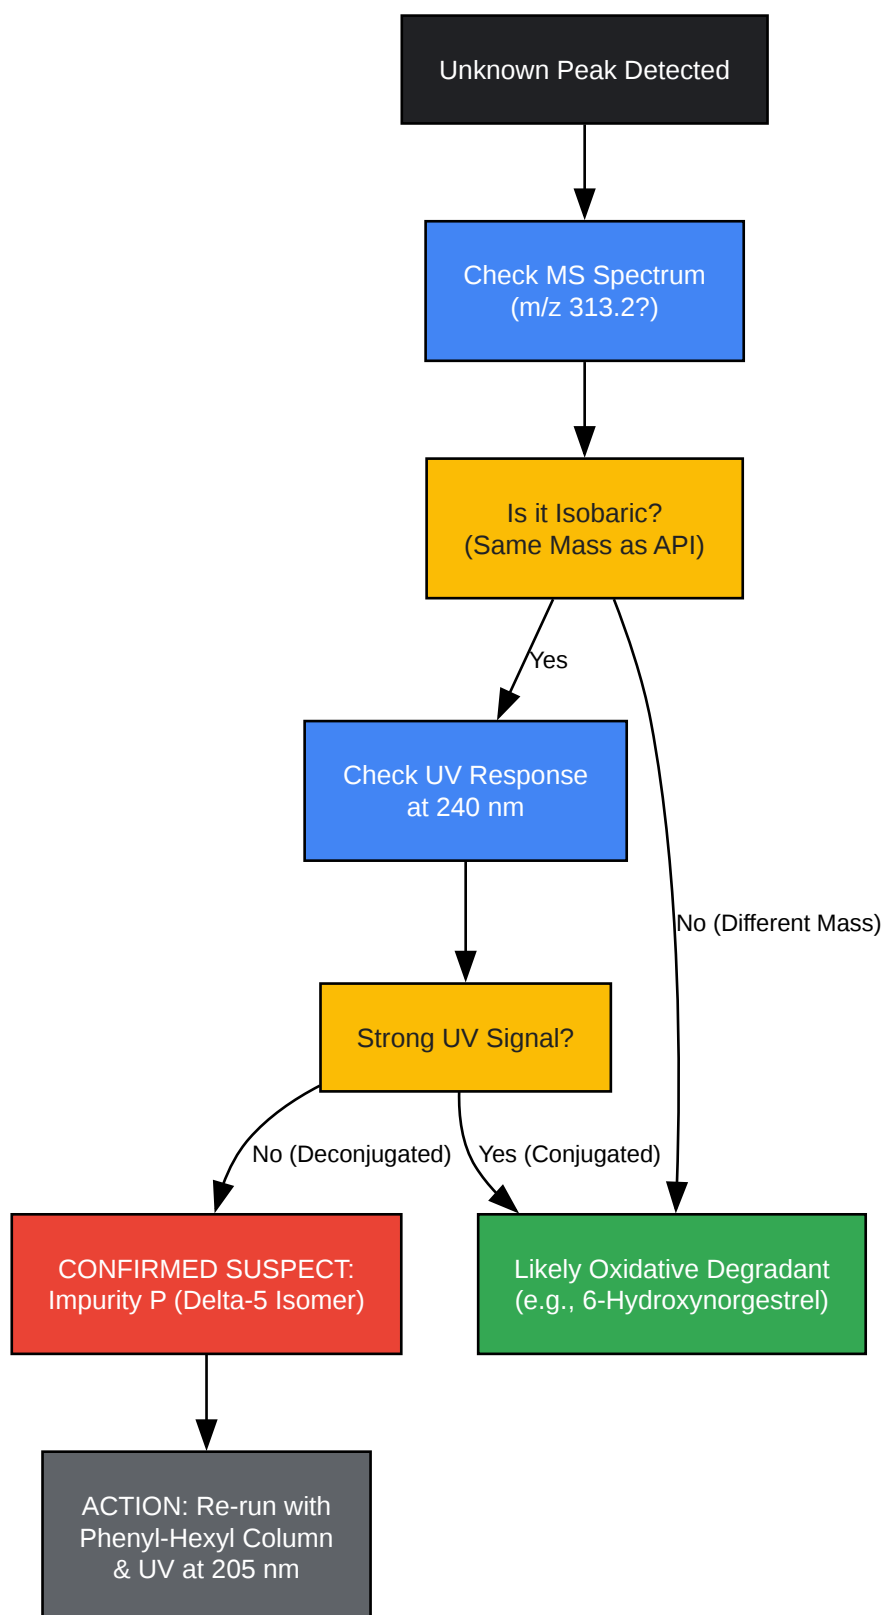 Unknown Peak Detected
Check MS Spectrum
(m/z 313.2?)
Is it Isobaric?
(Same Mass as API)
Yes
Check UV Response
at 240 nm
No (Different Mass)
Strong UV Signal?
No (Deconjugated)
Yes (Conjugated)
CONFIRMED SUSPECT:
Impurity P (Delta-5 Isomer)
Likely Oxidative Degradant
(e.g., 6-Hydroxynorgestrel)
ACTION: Re-run with
Phenyl-Hexyl Column
& UV at 205 nm